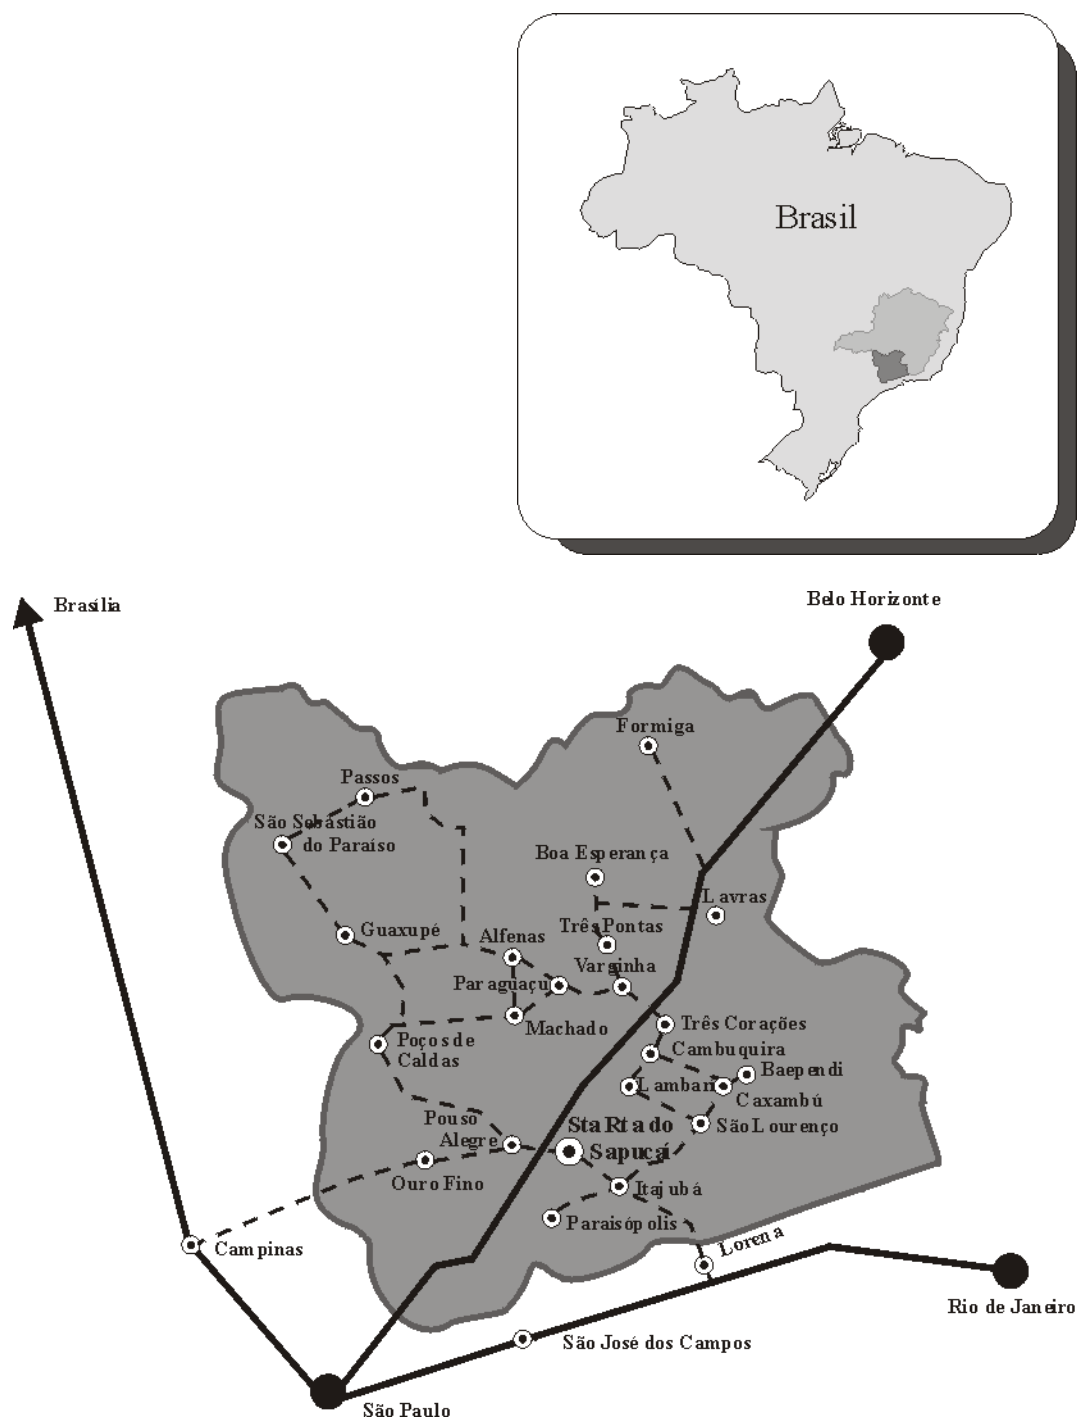 Brasil
Brasília
Belo Horizonte
Formiga
Passos
São Sebastião
do Paraíso
Boa Esperança
Lavras
Três Pontas
Guaxupé
Alfenas
Varginha
Paraguaçu
Machado
Três Corações
Poços de
Caldas
Cambuquira
Baependi
Lambari
Caxambú
Pouso
Alegre
Sta Rta do
Sapucaí
São Lourenço
Ouro Fino
Itajubá
Paraisópolis
Campinas
Lorena
Rio de Janeiro
São José dos Campos
São Paulo